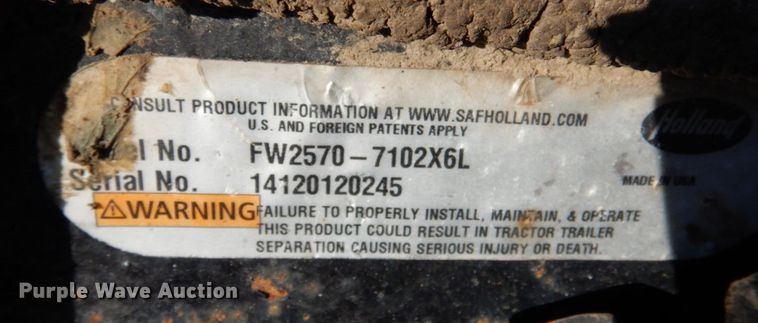 CONSULT PRODUCT INFORMATION AT WWW.SAFHOLLAND.COM
U.S. AND FOREIGN PATENTS APPLY
Holland
el No. FW2570-7102X6L
Serial No. 14120120245
MADE IN USA
WARNING
FAILURE TO PROPERLY INSTALL, MAINTAIN, & OPERATE
THIS PRODUCT COULD RESULT IN TRACTOR TRAILER
SEPARATION CAUSING SERIOUS INJURY OR DEATH.
Purple Wave Auction